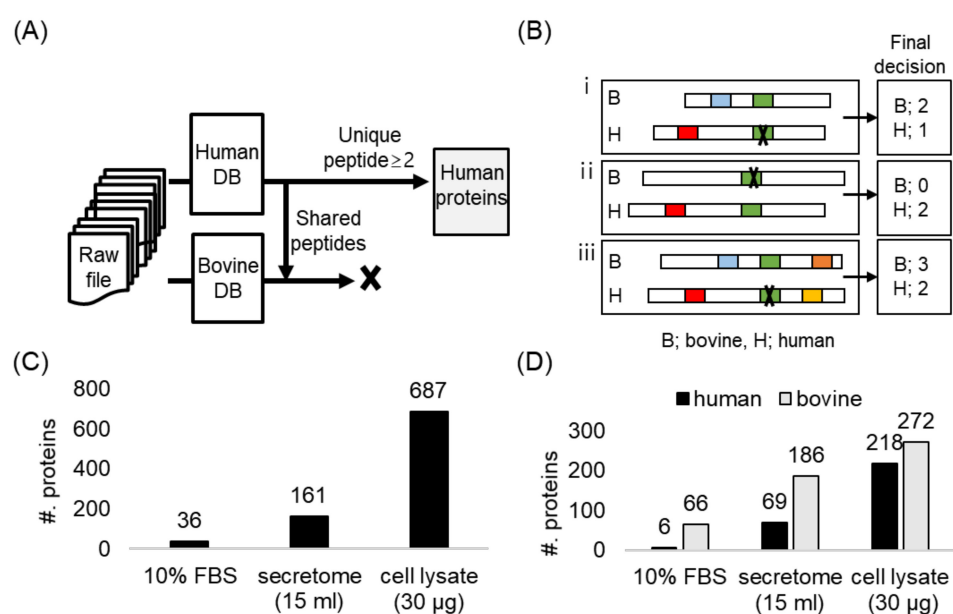 (A)
Human
DB
Unique
peptide≥2
Human
proteins
Shared
peptides
Raw
file
Bovine
DB
(B)
Final
decision
i
B
H
B; 2
H; 1
ii
B
H
B; 0
H; 2
iii
B
H
B; 3
H; 2
B; bovine, H; human
(C)
#. proteins
800
600
400
200
0
36
161
687
10% FBS
secretome
(15 ml)
cell lysate
(30 µg)
(D)
human
bovine
#. proteins
300
200
100
0
6
66
69
186
218
272
10% FBS
secretome
(15 ml)
cell lysate
(30 µg)